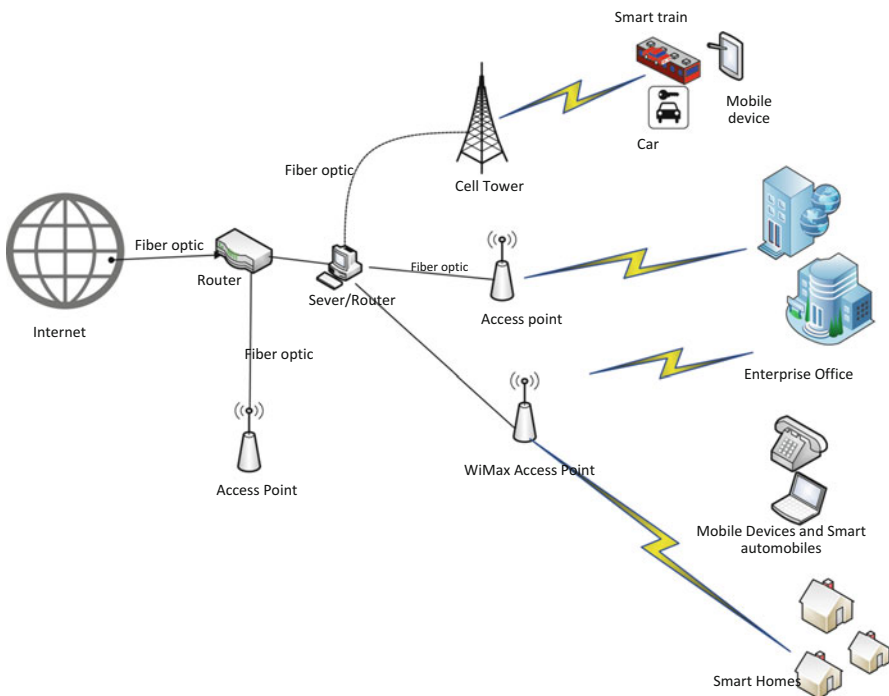 Smart train
Mobile
device
Car
Fiber optic
Cell Tower
Fiber optic
Router
Sever/Router
Fiber optic
Access point
Internet
Fiber optic
Enterprise Office
WiMax Access Point
Access Point
Mobile Devices and Smart
automobiles
Smart Homes